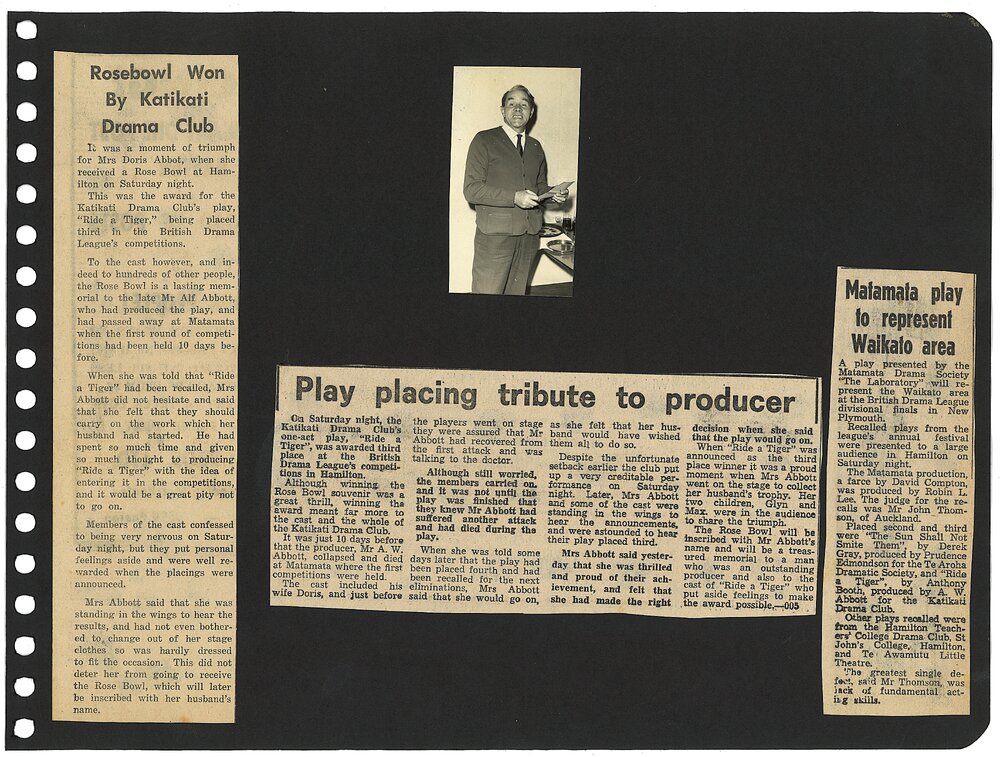 Rosebowl Won
By Katikati
Drama Club
It was a moment of triumph
for Mrs Doris Abbot, when she
received a Rose Bowl at Ham-
ilton on Saturday night.
This was the award for the
Katikati Drama Club's play,
"Ride a Tiger," being placed
third in the British Drama
League's competitions.
To the cast however, and in-
deed to hundreds of other people,
the Rose Bowl is a lasting mem-
orial to the late Mr Alf Abbott,
who had produced the play, and
had passed away at Matamata
when the first round of competi-
tions had been held 10 days be-
fore.
When she was told that "Ride
a Tiger" had been recalled, Mrs
Abbott did not hesitate and said
that she felt that they should
carry on the work which her
husband had started. He had
spent so much time and given
so much thought to producing
"Ride a Tiger" with the idea of
entering it in the competitions,
and it would be a great pity not
to go on.
Members of the cast confessed
to being very nervous on Satur-
day night, but they put personal
feelings aside and were well re-
warded when the placings were
announced.
Mrs Abbott said that she was
standing in the wings to hear the
results, and had not even bother-
ed to change out of her stage
clothes so was hardly dressed
to fit the occasion. This did not
deter her from going to receive
the Rose Bowl, which will later
be inscribed with her husband's
name.
Play placing tribute to producer
On Saturday night, the
Katikati Drama Club's
one-act play, "Ride a
Tiger", was awarded third
place at the British
Drama League's competi-
tions in Hamilton.
Although winning the
Rose Bowl souvenir was a
great thrill, winning the
award meant far more to
the cast and the whole of
the Katikati Drama Club.
It was just 10 days before
that the producer, Mr A. W.
Abbott, collapsed and died
at Matamata where the first
competitions were held.
The cast included his
wife Doris, and just before
the players went on stage
they were assured that Mr
Abbott had recovered from
the first attack and was
talking to the doctor.
Although still worried,
the members carried on,
and it was not until the
play was finished that
they knew Mr Abbott had
suffered another attack
and had died during the
play.
When she was told some
days later that the play had
been placed fourth and had
been recalled for the next
eliminations, Mrs Abbott
said that she would go on,
as she felt that her hus-
band would have wished
them all to do so.
Despite the unfortunate
setback earlier the club put
up a very creditable per-
formance on Saturday
night. Later, Mrs Abbott
and some of the cast were
standing in the wings to
hear the announcements,
and were astounded to hear
their play placed third.
Mrs Abbott said yester-
day that she was thrilled
and proud of their ach-
ievement, and felt that
she had made the right
decision when she said
that the play would go on.
When "Ride a Tiger" was
announced as the third
place winner it was a proud
moment when Mrs Abbott
went on the stage to collect
her husband's trophy. Her
two children, Glyn and
Max. were in the audience
to share the triumph.
The Rose Bowl will be
inscribed with Mr Abbott's
name and will be a treas-
ured memorial to a man
who was an outstanding
producer and also to the
cast of "Ride a Tiger" who
put aside feelings to make
the award possible.—005
Matamata play
to represent
Waikato area
A play presented by the
Matamata Drama Society
"The Laboratory" will re-
present the Waikato area
at the British Drama League
divisional finals in New
Plymouth.
Recalled plays from the
league's annual festival
were presented to a large
audience in Hamilton on
Saturday night.
The Matamata production,
a farce by David Compton,
was produced by Robin L.
Lee. The judge for the re-
calls was Mr John Thom-
son, of Auckland.
Placed second and third
were "The Sun Shall Not
Smite Them", by Derek
Gray, produced by Prudence
Edmondson for the Te Aroha
Dramatic Society, and "Ride
a Tiger", by Anthony
Booth, produced by A. W.
Abbott for the Katikati
Drama Club.
Other plays recalled were
from the Hamilton Teach-
ers' College Drama Club, St
John's College, Hamilton,
and Te Awamutu Little
Theatre.
The greatest single de-
fect, said Mr Thomson, was
lack of fundamental act-
ing skills.